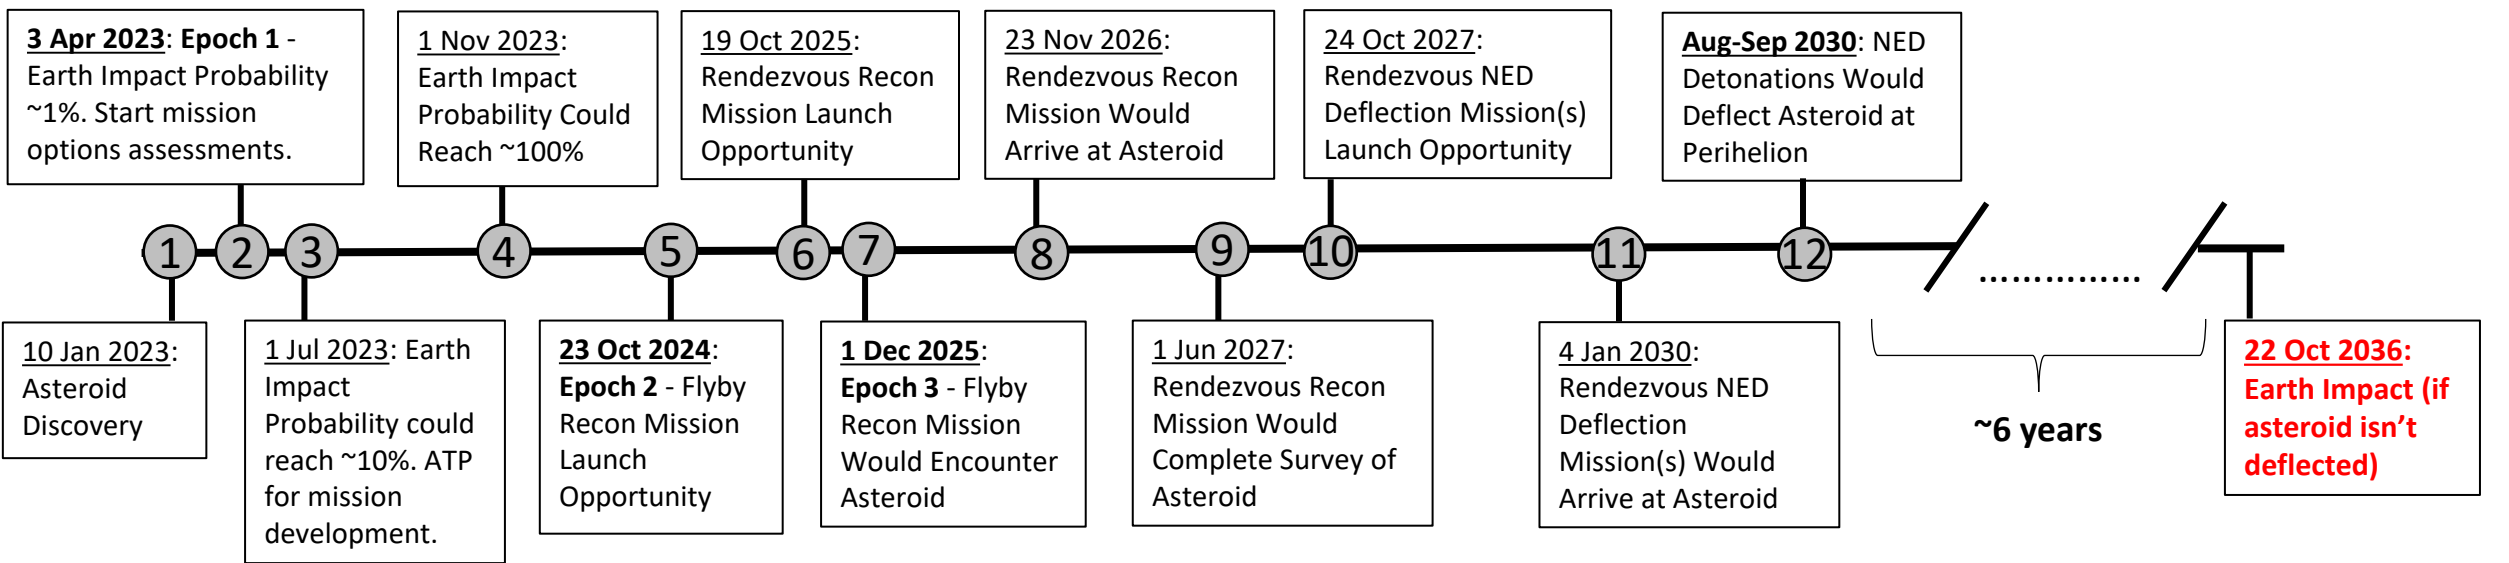 3 Apr 2023: Epoch 1 -
Earth Impact Probability
~1%. Start mission
options assessments.
1 Nov 2023:
Earth Impact
Probability Could
Reach ~100%
19 Oct 2025:
Rendezvous Recon
Mission Launch
Opportunity
23 Nov 2026:
Rendezvous Recon
Mission Would
Arrive at Asteroid
24 Oct 2027:
Rendezvous NED
Deflection Mission(s)
Launch Opportunity
Aug-Sep 2030: NED
Detonations Would
Deflect Asteroid at
Perihelion
1 2 3 4 5 6 7 8 9 10 11 12
...............
10 Jan 2023:
Asteroid
Discovery
1 Jul 2023: Earth
Impact
Probability could
reach ~10%. ATP
for mission
development.
23 Oct 2024:
Epoch 2 - Flyby
Recon Mission
Launch
Opportunity
1 Dec 2025:
Epoch 3 - Flyby
Recon Mission
Would Encounter
Asteroid
1 Jun 2027:
Rendezvous Recon
Mission Would
Complete Survey of
Asteroid
4 Jan 2030:
Rendezvous NED
Deflection
Mission(s) Would
Arrive at Asteroid
~6 years
22 Oct 2036:
Earth Impact (if
asteroid isn’t
deflected)